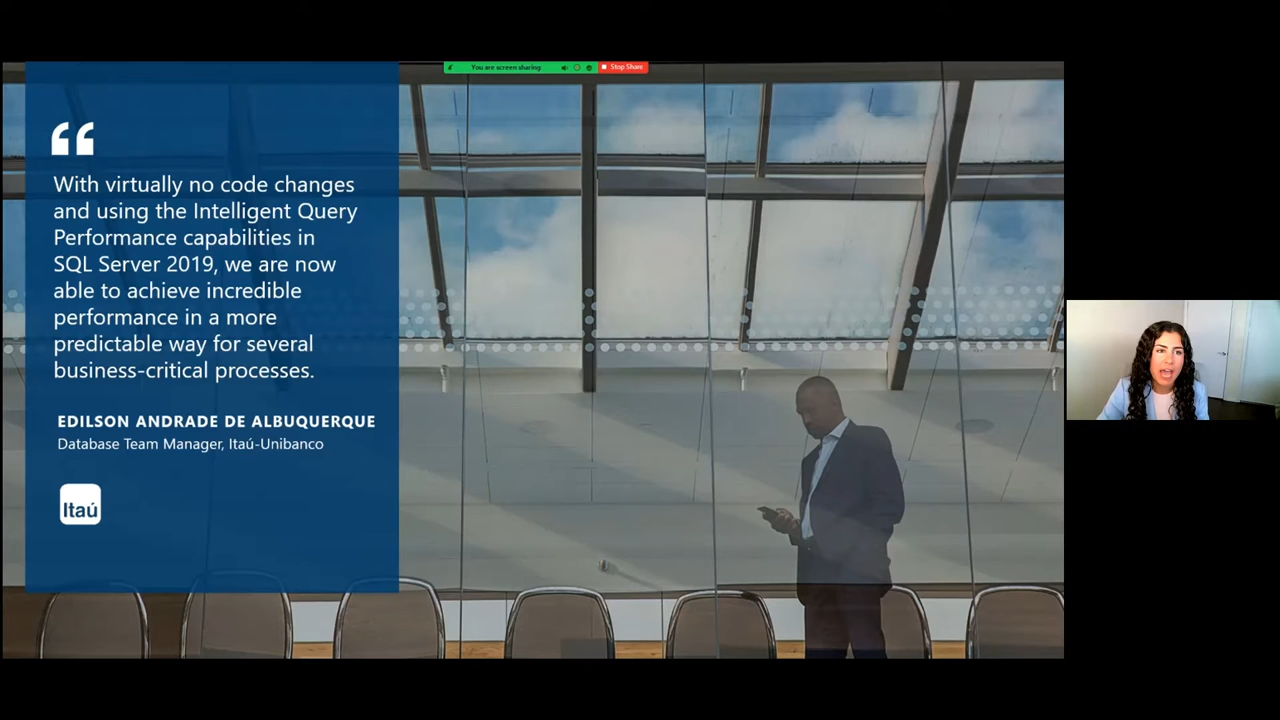 You are screen sharing
Stop Share
“
With virtually no code changes
and using the Intelligent Query
Performance capabilities in
SQL Server 2019, we are now
able to achieve incredible
performance in a more
predictable way for several
business-critical processes.
EDILSON ANDRADE DE ALBUQUERQUE
Database Team Manager, Itaú-Unibanco
Itaú